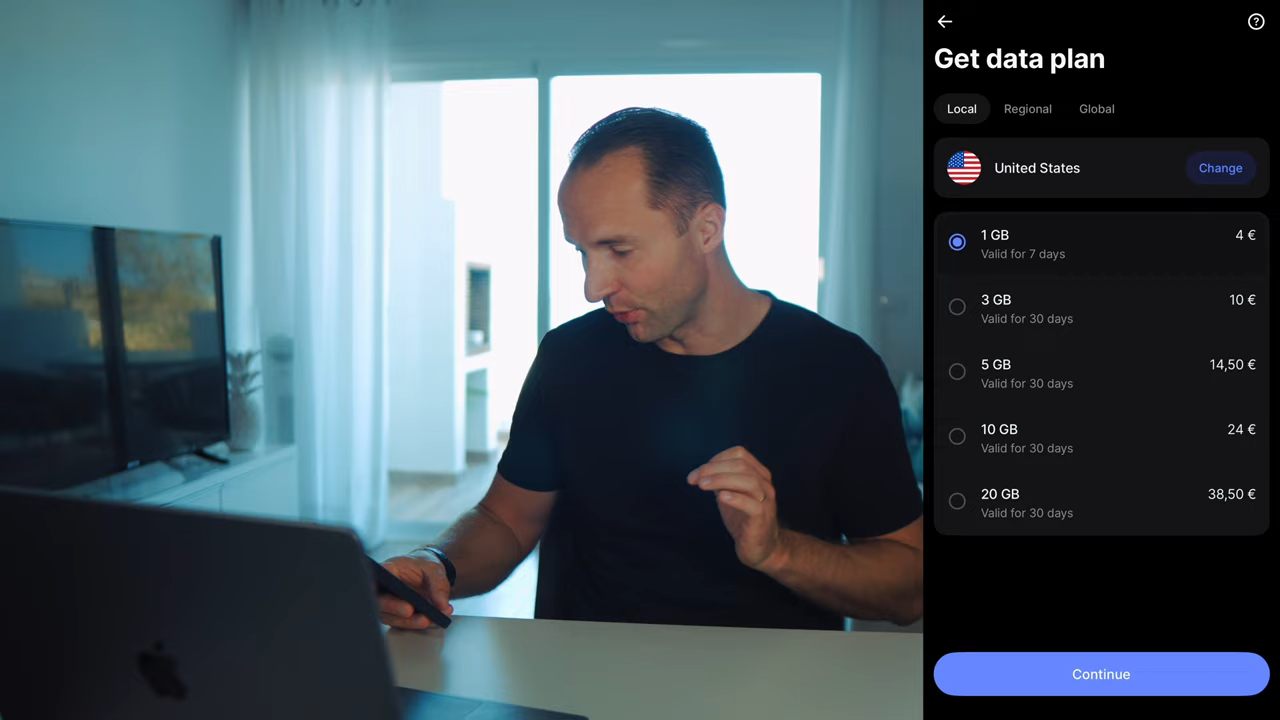 Get data plan
Local Regional Global
United States Change
1 GB 4 €
Valid for 7 days
3 GB 10 €
Valid for 30 days
5 GB 14,50 €
Valid for 30 days
10 GB 24 €
Valid for 30 days
20 GB 38,50 €
Valid for 30 days
Continue